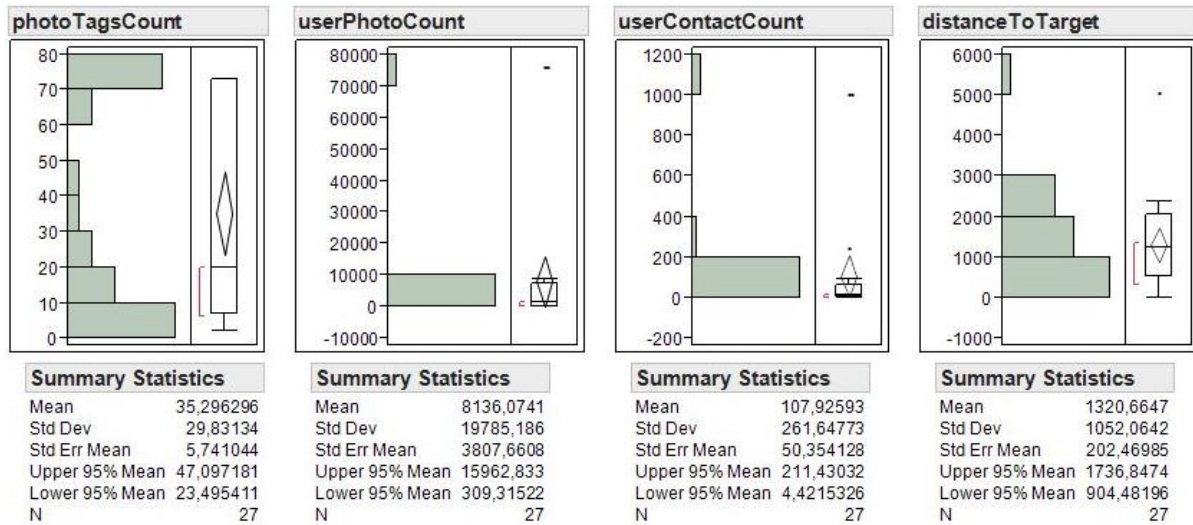 photoTagsCount
80
70
60
50
40
30
20
10
0
Summary Statistics
Mean 35,296296
Std Dev 29,83134
Std Err Mean 5,741044
Upper 95% Mean 47,097181
Lower 95% Mean 23,495411
N 27
userPhotoCount
80000
70000
60000
50000
40000
30000
20000
10000
0
-10000
Summary Statistics
Mean 8136,0741
Std Dev 19785,186
Std Err Mean 3807,6608
Upper 95% Mean 15962,833
Lower 95% Mean 309,31522
N 27
userContactCount
1200
1000
800
600
400
200
0
-200
Summary Statistics
Mean 107,92593
Std Dev 261,64773
Std Err Mean 50,354128
Upper 95% Mean 211,43032
Lower 95% Mean 4,4215326
N 27
distanceToTarget
6000
5000
4000
3000
2000
1000
0
-1000
Summary Statistics
Mean 1320,6647
Std Dev 1052,0642
Std Err Mean 202,46985
Upper 95% Mean 1736,8474
Lower 95% Mean 904,48196
N 27